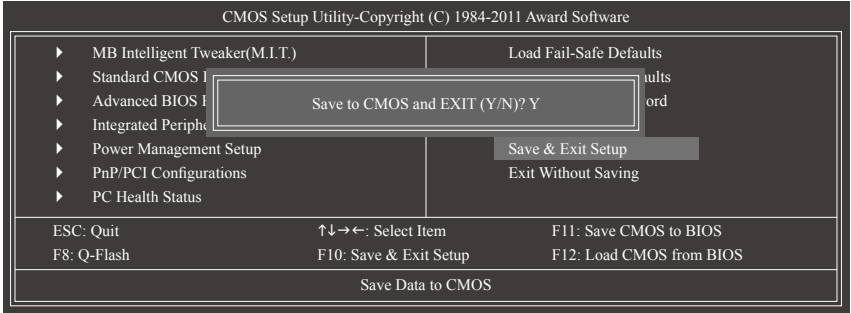 CMOS Setup Utility-Copyright (C) 1984-2011 Award Software
MB Intelligent Tweaker(M.I.T.)
Standard CMOS
Advanced BIOS
Integrated
Power Management Setup
PnP/PCI Configurations
PC Health Status
Load Fail-Safe Defaults
Save & Exit Setup
Exit Without Saving
Save to CMOS and EXIT (Y/N)? Y
ESC: Quit
↑↓→←: Select Item
F11: Save CMOS to BIOS
F8: Q-Flash
F10: Save & Exit Setup
F12: Load CMOS from BIOS
Save Data to CMOS